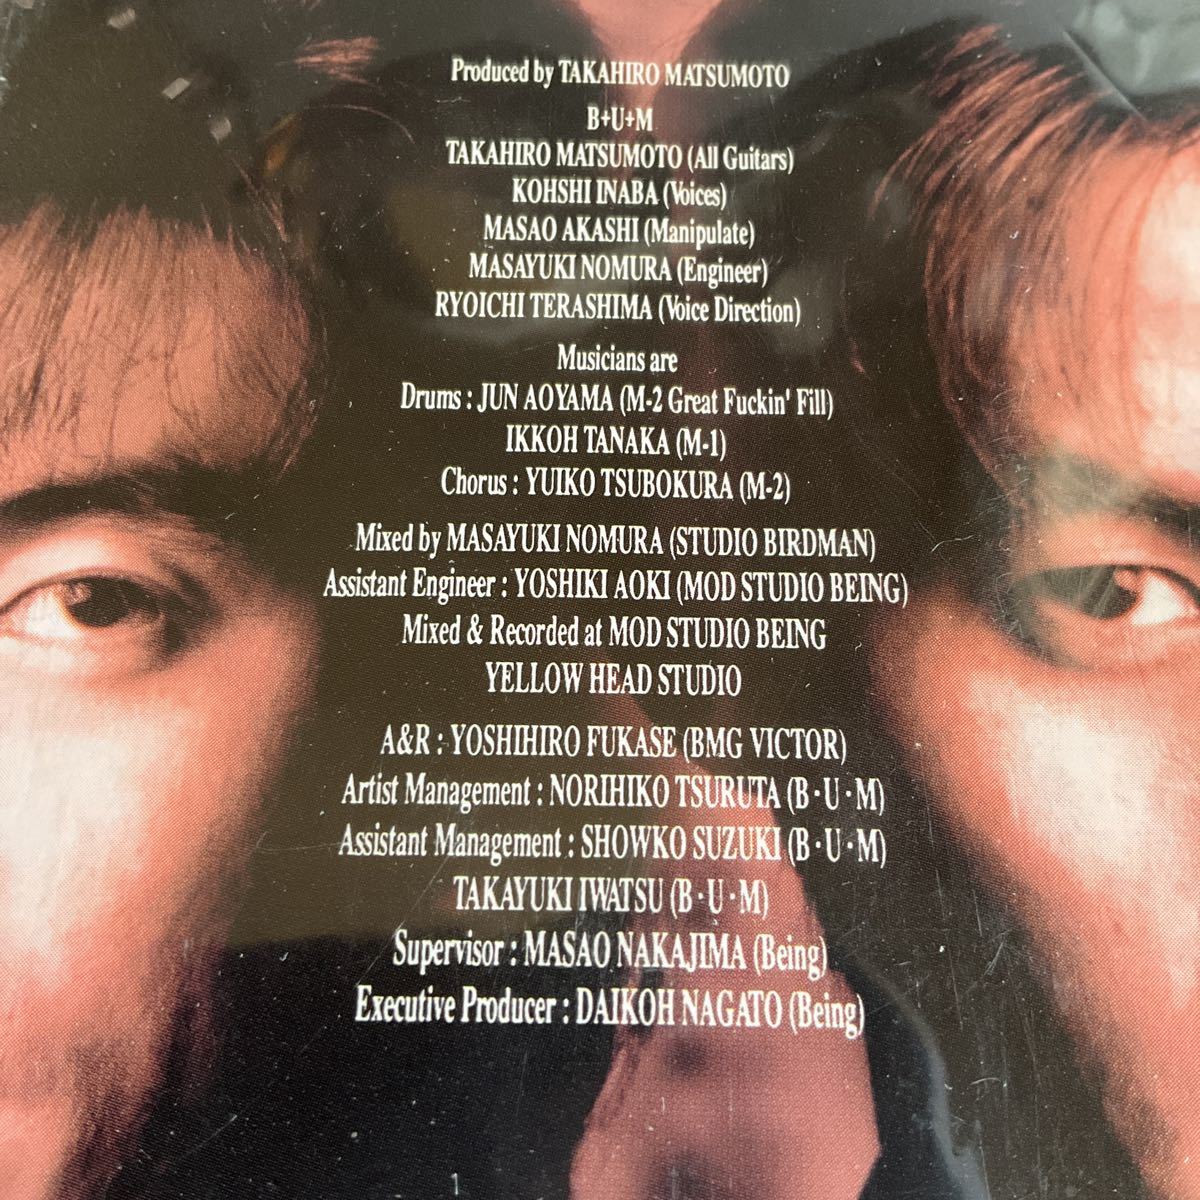 Produced by TAKAHIRO MATSUMOTO
B+U+M
TAKAHIRO MATSUMOTO (All Guitars)
KOHSHI INABA (Voices)
MASAO AKASHI (Manipulate)
MASAYUKI NOMURA (Engineer)
RYOICHI TERASHIMA (Voice Direction)
Musicians are
Drums : JUN AOYAMA (M-2 Great Fuckin' Fill)
IKKOH TANAKA (M-1)
Chorus : YUIKO TSUBOKURA (M-2)
Mixed by MASAYUKI NOMURA (STUDIO BIRDMAN)
Assistant Engineer : YOSHIKI AOKI (MOD STUDIO BEING)
Mixed & Recorded at MOD STUDIO BEING
YELLOW HEAD STUDIO
A&R : YOSHIHIRO FUKASE (BMG VICTOR)
Artist Management : NORIHIKO TSURUTA (B・U・M)
Assistant Management : SHOWKO SUZUKI (B・U・M)
TAKAYUKI IWATSU (B・U・M)
Supervisor : MASAO NAKAJIMA (Being)
Executive Producer : DAIKOH NAGATO (Being)